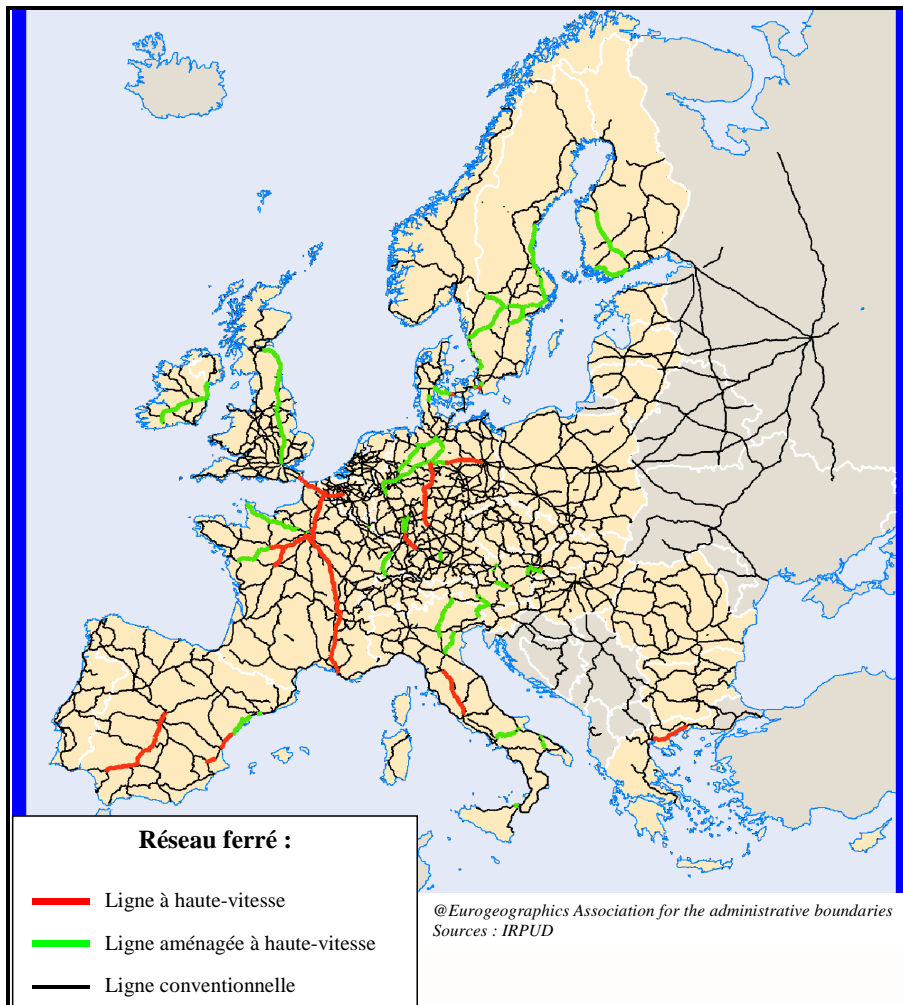 Réseau ferré :
Ligne à haute-vitesse
Ligne aménagée à haute-vitesse
Ligne conventionnelle
@Eurogeographics Association for the administrative boundaries
Sources : IRPUD